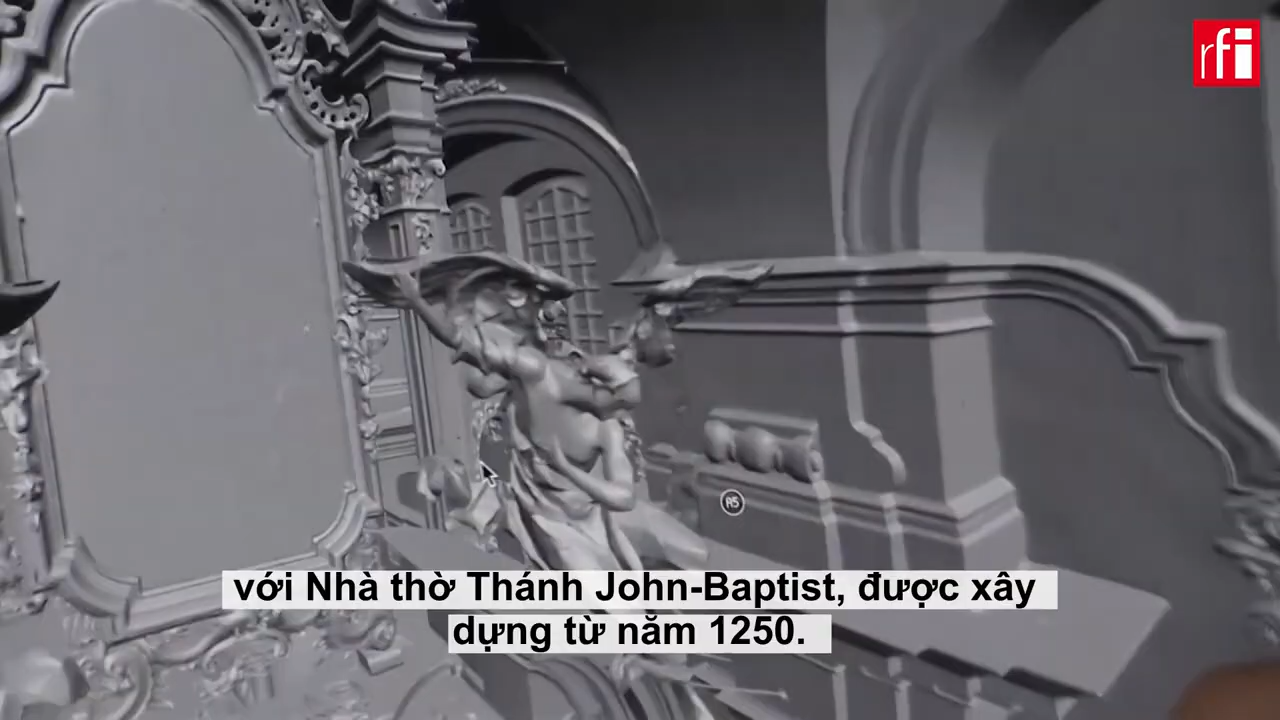 rfi
với Nhà thờ Thánh John-Baptist, được xây
dựng từ năm 1250.